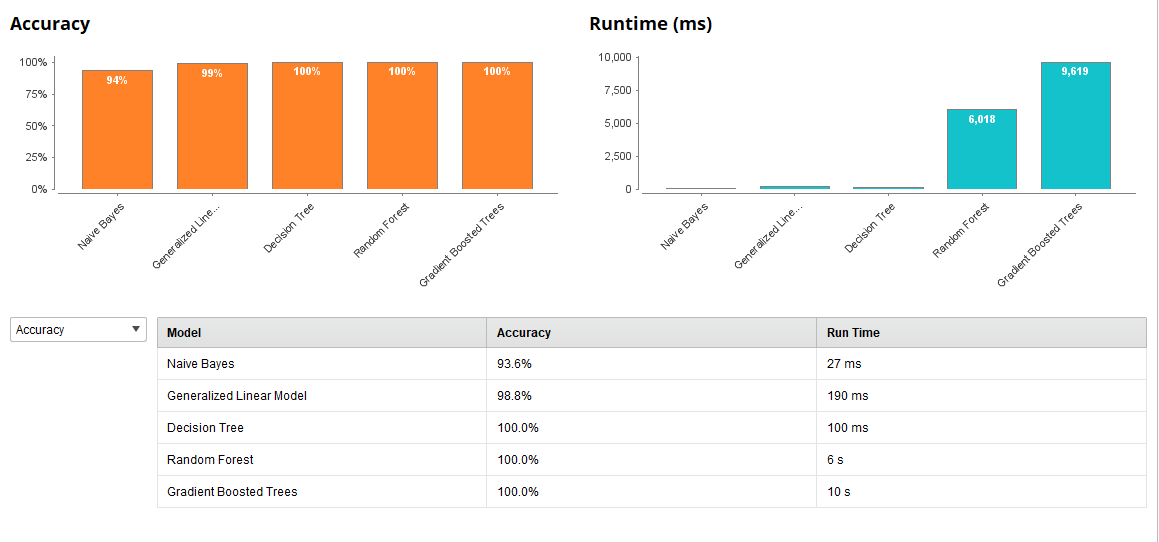 Accuracy
100%
75%
50%
25%
0%
94%
99%
100%
100%
100%
Naive Bayes
Generalized Line...
Decision Tree
Random Forest
Gradient Boosted Trees
Runtime (ms)
10,000
7,500
5,000
2,500
0
6,018
9,619
Naive Bayes
Generalized Line...
Decision Tree
Random Forest
Gradient Boosted Trees
Accuracy
Model Accuracy Run Time
Naive Bayes 93.6% 27 ms
Generalized Linear Model 98.8% 190 ms
Decision Tree 100.0% 100 ms
Random Forest 100.0% 6 s
Gradient Boosted Trees 100.0% 10 s